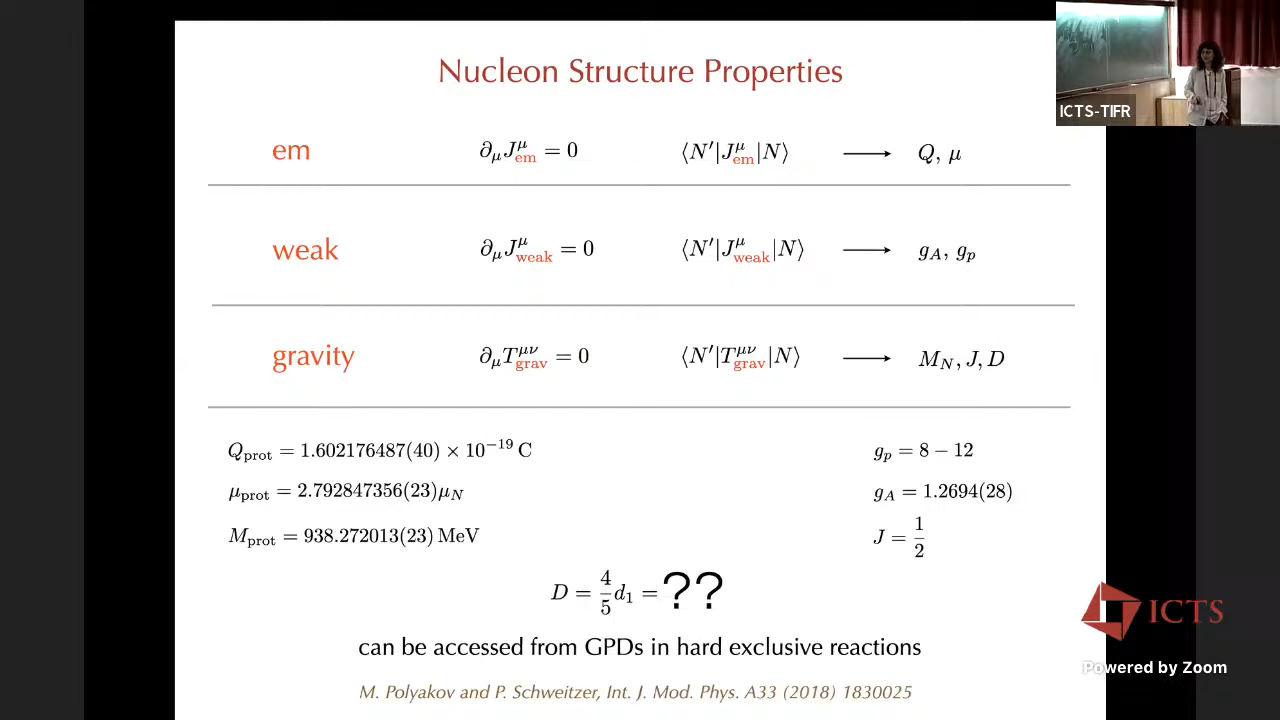 Nucleon Structure Properties
ICTS-TIFR
em ∂_μ J^μ_em = 0 ⟨N′|J^μ_em|N⟩ ⟶ Q, μ
weak ∂_μ J^μ_weak = 0 ⟨N′|J^μ_weak|N⟩ ⟶ g_A, g_p
gravity ∂_μ T^μν_grav = 0 ⟨N′|T^μν_grav|N⟩ ⟶ M_N, J, D
Q_prot = 1.602176487(40) × 10^−19 C g_p = 8 − 12
μ_prot = 2.792847356(23)μ_N g_A = 1.2694(28)
M_prot = 938.272013(23) MeV J = 1/2
D = 4/5 d_1 = ??
can be accessed from GPDs in hard exclusive reactions
M. Polyakov and P. Schweitzer, Int. J. Mod. Phys. A33 (2018) 1830025
ICTS
Powered by Zoom